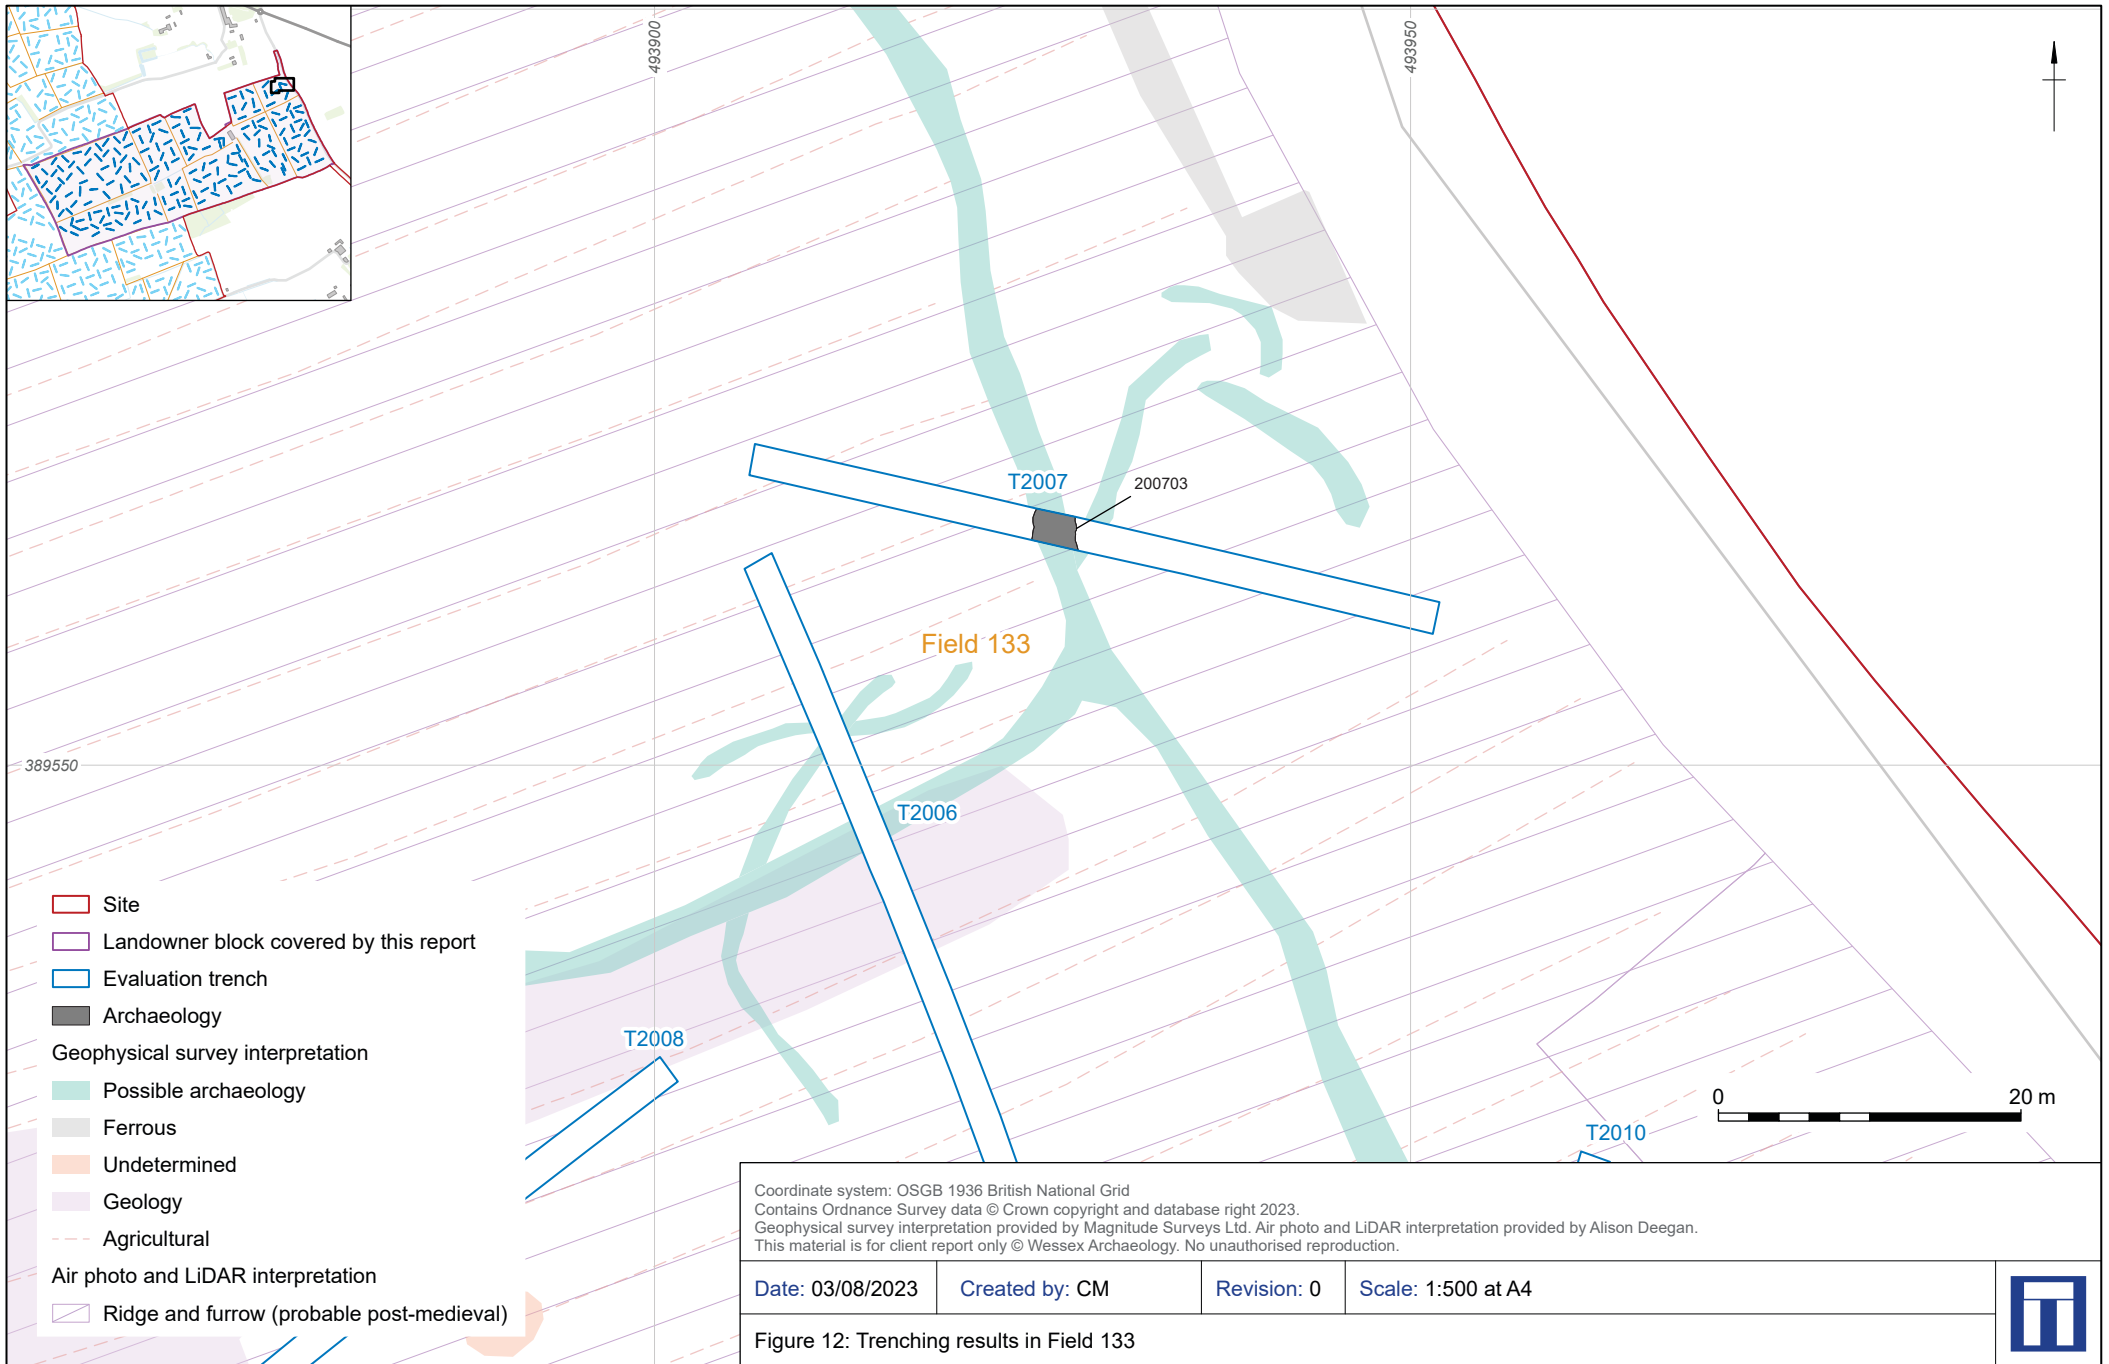 493900
493950
T2007
200703
Field 133
389550
T2006
T2008
T2010
Site
Landowner block covered by this report
Evaluation trench
Archaeology
Geophysical survey interpretation
Possible archaeology
Ferrous
Undetermined
Geology
Agricultural
Air photo and LiDAR interpretation
Ridge and furrow (probable post-medieval)
0 20 m
Coordinate system: OSGB 1936 British National Grid
Contains Ordnance Survey data © Crown copyright and database right 2023.
Geophysical survey interpretation provided by Magnitude Surveys Ltd. Air photo and LiDAR interpretation provided by Alison Deegan.
This material is for client report only © Wessex Archaeology. No unauthorised reproduction.
Date: 03/08/2023 Created by: CM Revision: 0 Scale: 1:500 at A4
Figure 12: Trenching results in Field 133